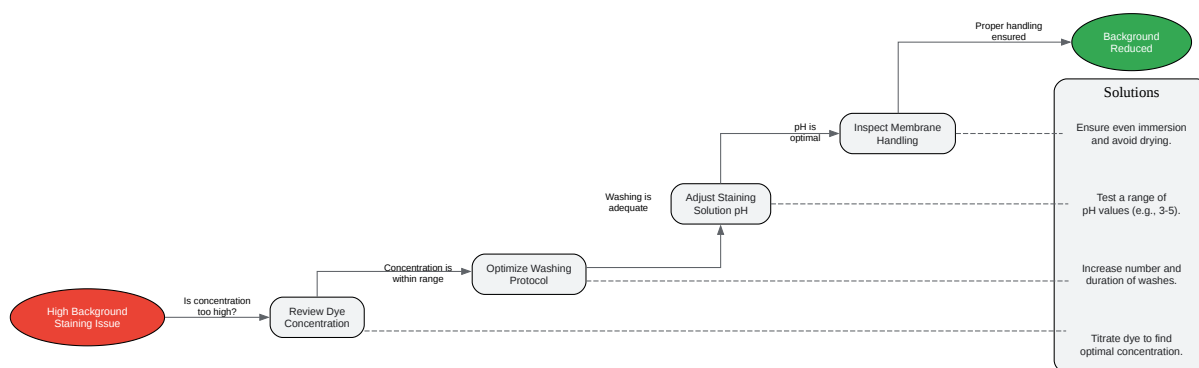 Proper handling
ensured
Background
Reduced
Solutions
pH is
optimal
Inspect Membrane
Handling
Ensure even immersion
and avoid drying.
Washing is
adequate
Adjust Staining
Solution pH
Test a range of
pH values (e.g., 3-5).
Concentration is
within range
Optimize Washing
Protocol
Increase number and
duration of washes.
High Background
Staining Issue
Is concentration
too high?
Review Dye
Concentration
Titrate dye to find
optimal concentration.